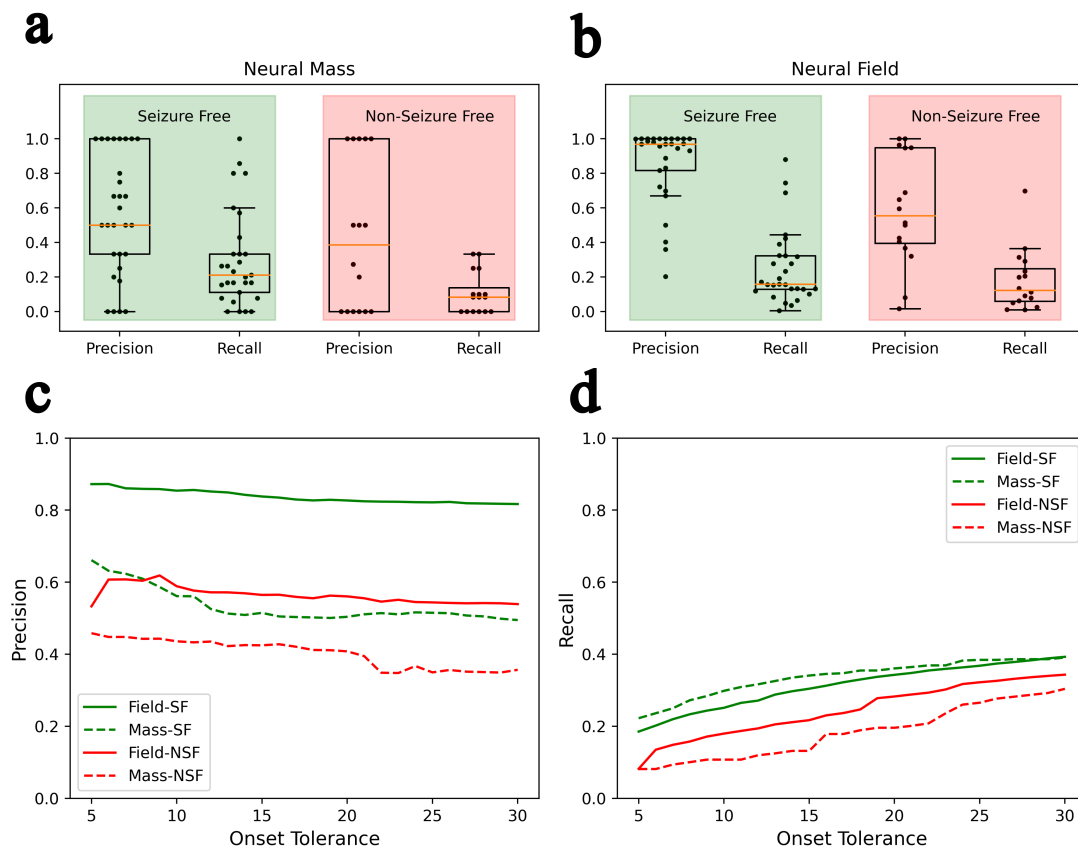 a
Neural Mass
Seizure Free
Non-Seizure Free
1.0
0.8
0.6
0.4
0.2
0.0
Precision
Recall
Precision
Recall
b
Neural Field
Seizure Free
Non-Seizure Free
1.0
0.8
0.6
0.4
0.2
0.0
Precision
Recall
Precision
Recall
c
Precision
1.0
0.8
0.6
0.4
0.2
0.0
Field-SF
Mass-SF
Field-NSF
Mass-NSF
5
10
15
20
25
30
Onset Tolerance
d
Recall
1.0
0.8
0.6
0.4
0.2
0.0
Field-SF
Mass-SF
Field-NSF
Mass-NSF
5
10
15
20
25
30
Onset Tolerance